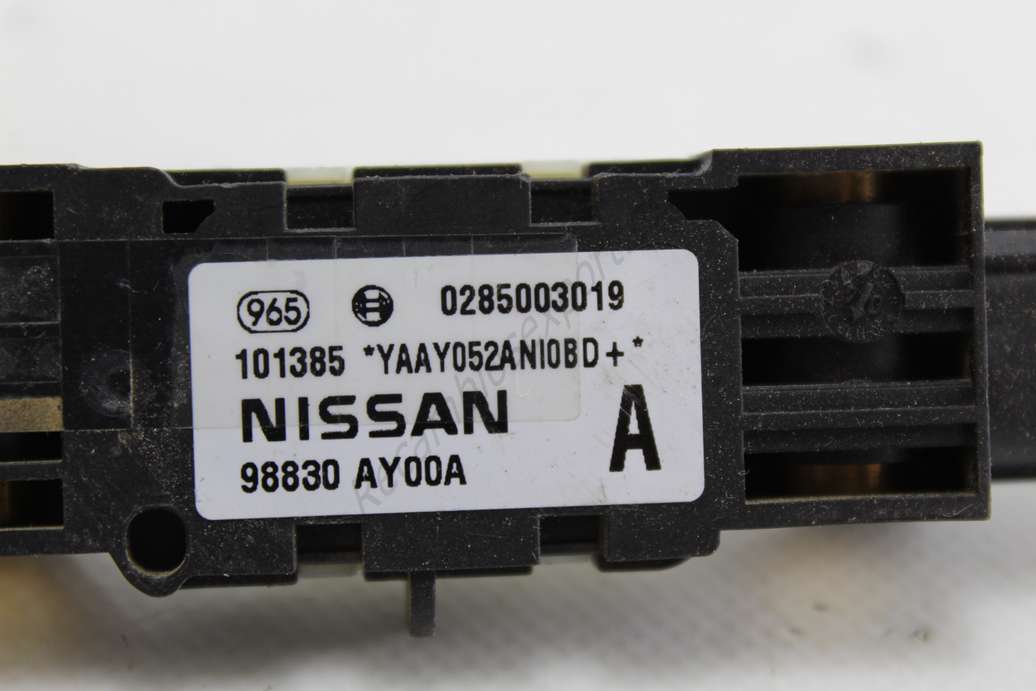 965 0285003019
101385 *YAAY052ANI0BD+*
NISSAN A
98830 AY00A